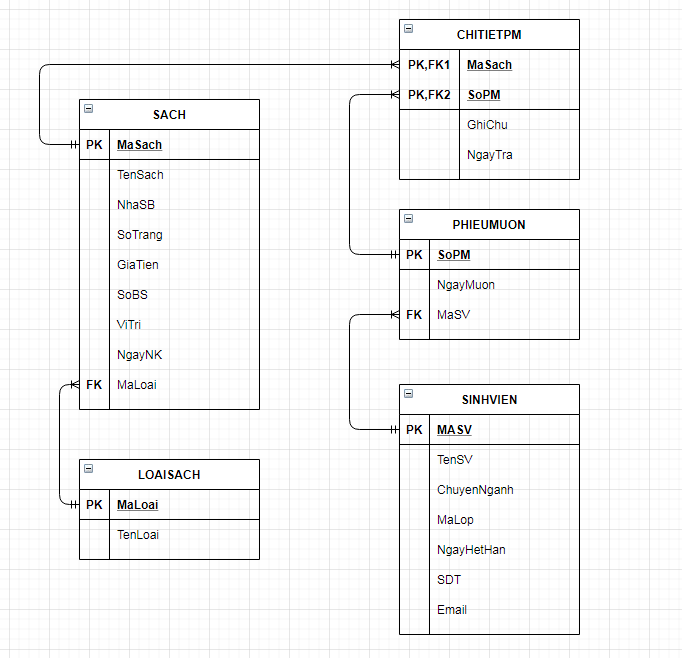 CHITIETPM
PK,FK1 MaSach
PK,FK2 SoPM
GhiChu
NgayTra
SACH
PK MaSach
TenSach
NhaSB
SoTrang
GiaTien
SoBS
ViTri
NgayNK
FK MaLoai
PHIEUMUON
PK SoPM
NgayMuon
FK MaSV
LOAISACH
PK MaLoai
TenLoai
SINHVIEN
PK MASV
TenSV
ChuyenNganh
MaLop
NgayHetHan
SDT
Email